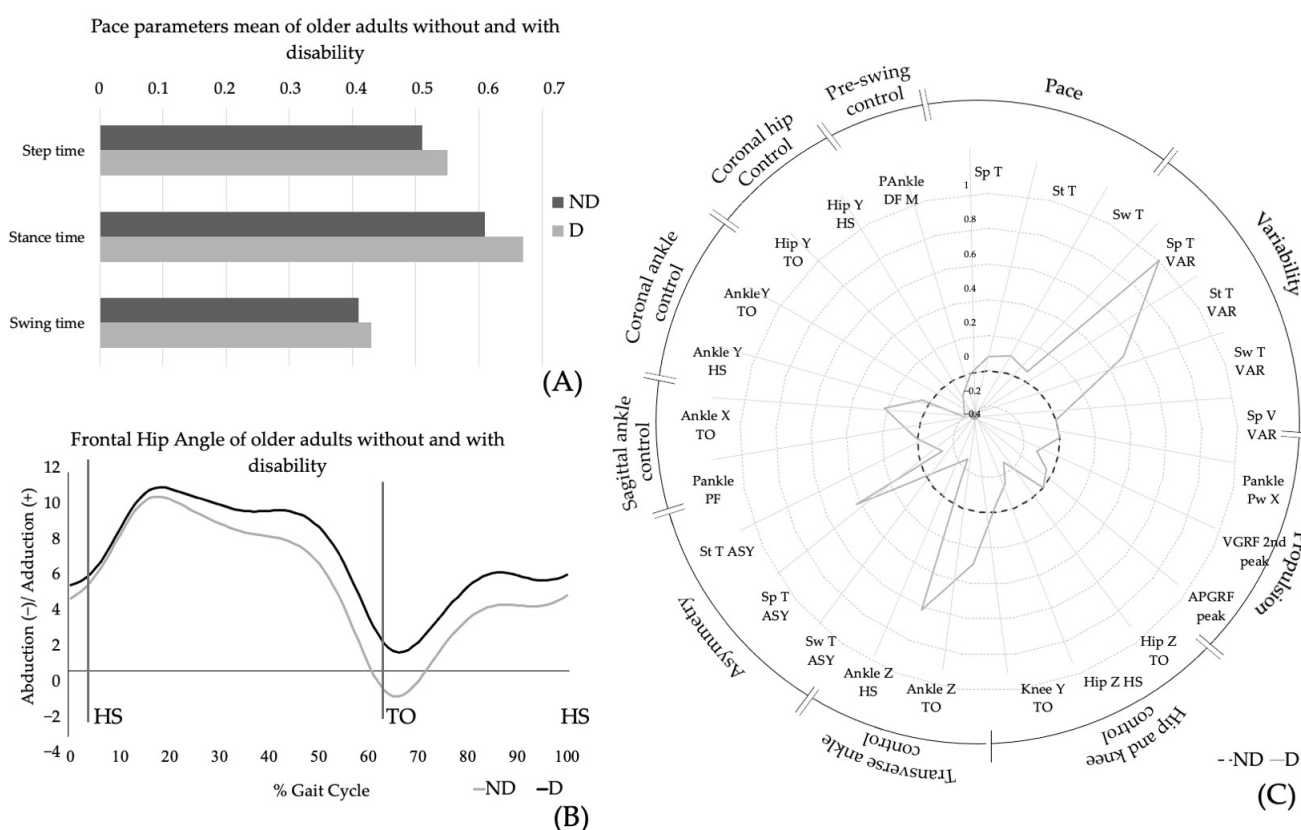 Pace parameters mean of older adults without and with
disability
0 0.1 0.2 0.3 0.4 0.5 0.6 0.7
Step time
Stance time
Swing time
ND
D
(A)
Frontal Hip Angle of older adults without and with
disability
Abduction (−)/ Adduction (+)
12
10
8
6
4
2
0
−2
−4
HS
TO
HS
0 10 20 30 40 50 60 70 80 90 100
% Gait Cycle
ND D
(B)
Pace
Variability
Propulsion
Hip and knee
control
Transverse ankle
control
Asymmetry
Sagittal ankle
control
Coronal ankle
control
Coronal hip
Control
Pre-swing
control
Sp T
St T
Sw T
Sp T
VAR
St T
VAR
Sw T
VAR
Sp V
VAR
Pankle
Pw X
VGRF 2nd
peak
APGRF
peak
Hip Z
TO
Hip Z HS
Knee Y
TO
Ankle Z
TO
Ankle Z
HS
Sw T
ASY
Sp T
ASY
St T ASY
Pankle
PF
Ankle X
TO
Ankle Y
HS
AnkleY
TO
Hip Y
TO
Hip Y
HS
PAnkle
DF M
1
0.8
0.6
0.4
0.2
0
−0.2
−0.4
ND D
(C)